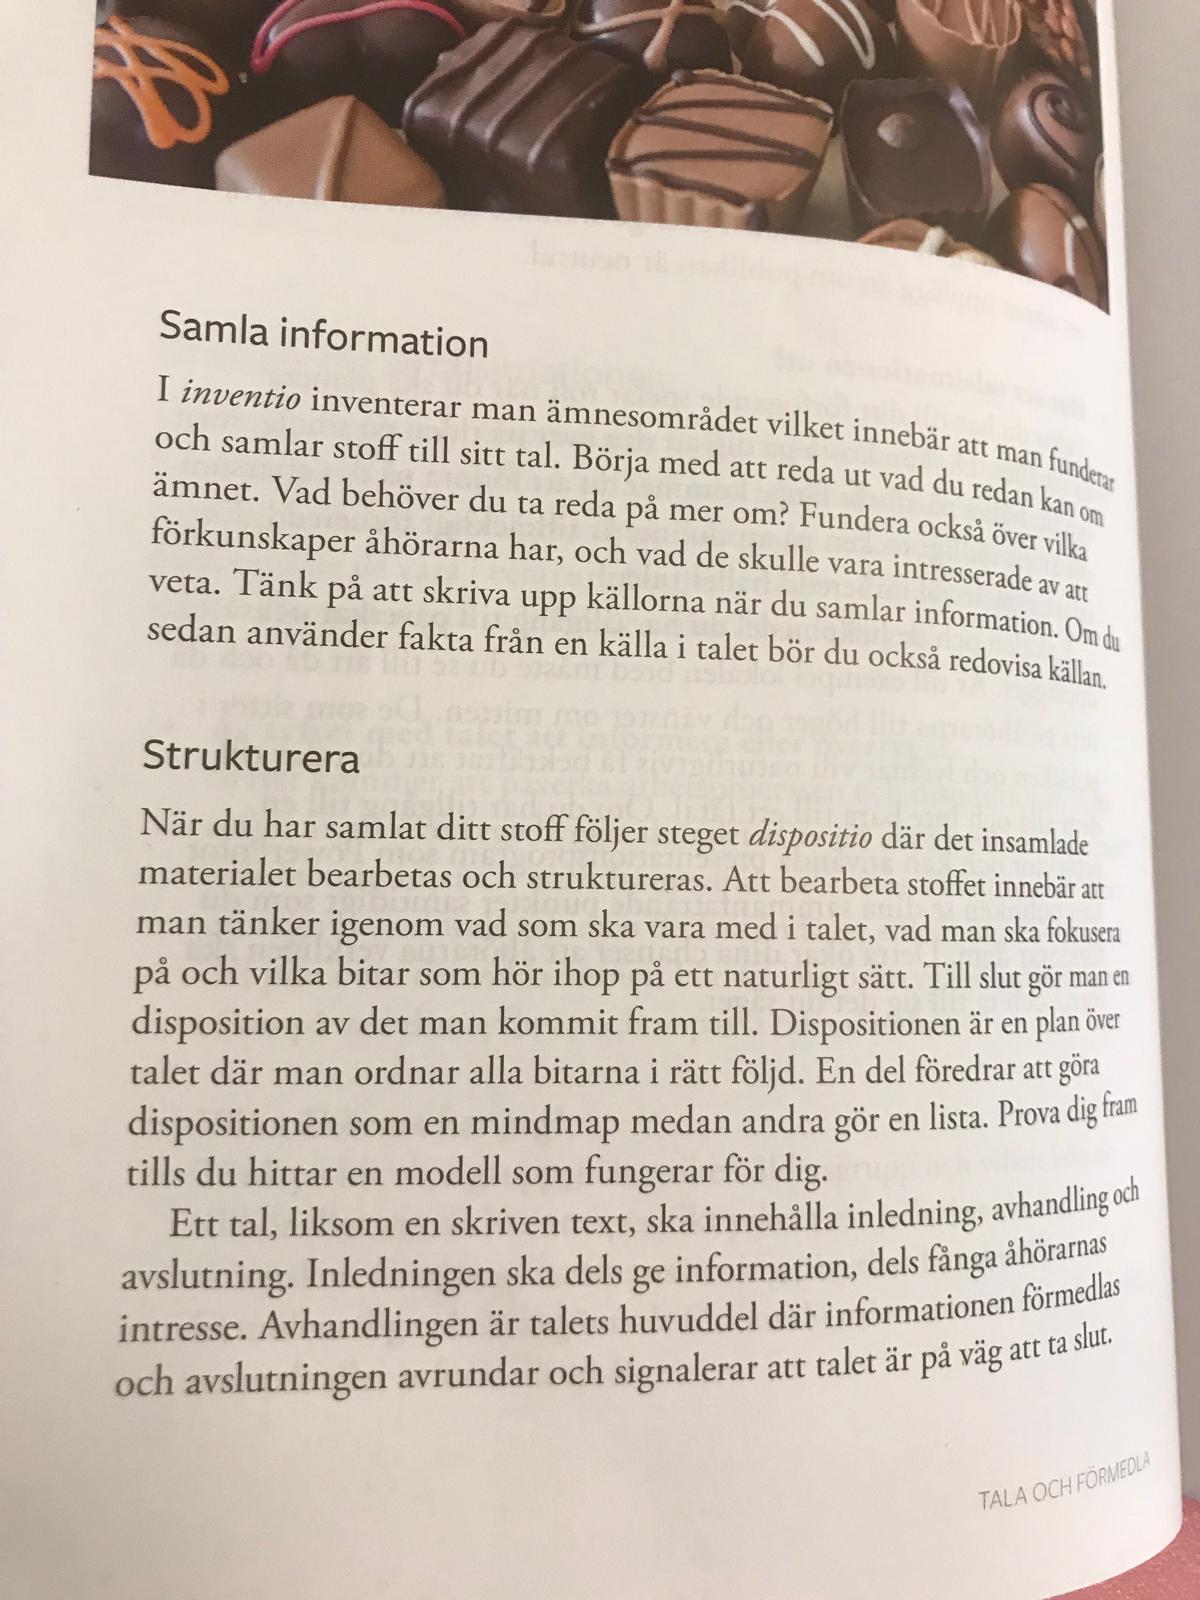 Samla information
I inventio inventerar man ämnesområdet vilket innebär att man funderar
och samlar stoff till sitt tal. Börja med att reda ut vad du redan kan om
ämnet. Vad behöver du ta reda på mer om? Fundera också över vilka
förkunskaper åhörarna har, och vad de skulle vara intresserade av att
veta. Tänk på att skriva upp källorna när du samlar information. Om du
sedan använder fakta från en källa i talet bör du också redovisa källan.
Strukturera
När du har samlat ditt stoff följer steget dispositio där det insamlade
materialet bearbetas och struktureras. Att bearbeta stoffet innebär att
man tänker igenom vad som ska vara med i talet, vad man ska fokusera
på och vilka bitar som hör ihop på ett naturligt sätt. Till slut gör man en
disposition av det man kommit fram till. Dispositionen är en plan över
talet där man ordnar alla bitarna i rätt följd. En del föredrar att göra
dispositionen som en mindmap medan andra gör en lista. Prova dig fram
tills du hittar en modell som fungerar för dig.
Ett tal, liksom en skriven text, ska innehålla inledning, avhandling och
avslutning. Inledningen ska dels ge information, dels fånga åhörarnas
intresse. Avhandlingen är talets huvuddel där informationen förmedlas
och avslutningen avrundar och signalerar att talet är på väg att ta slut.
TALA OCH FÖRMEDLA